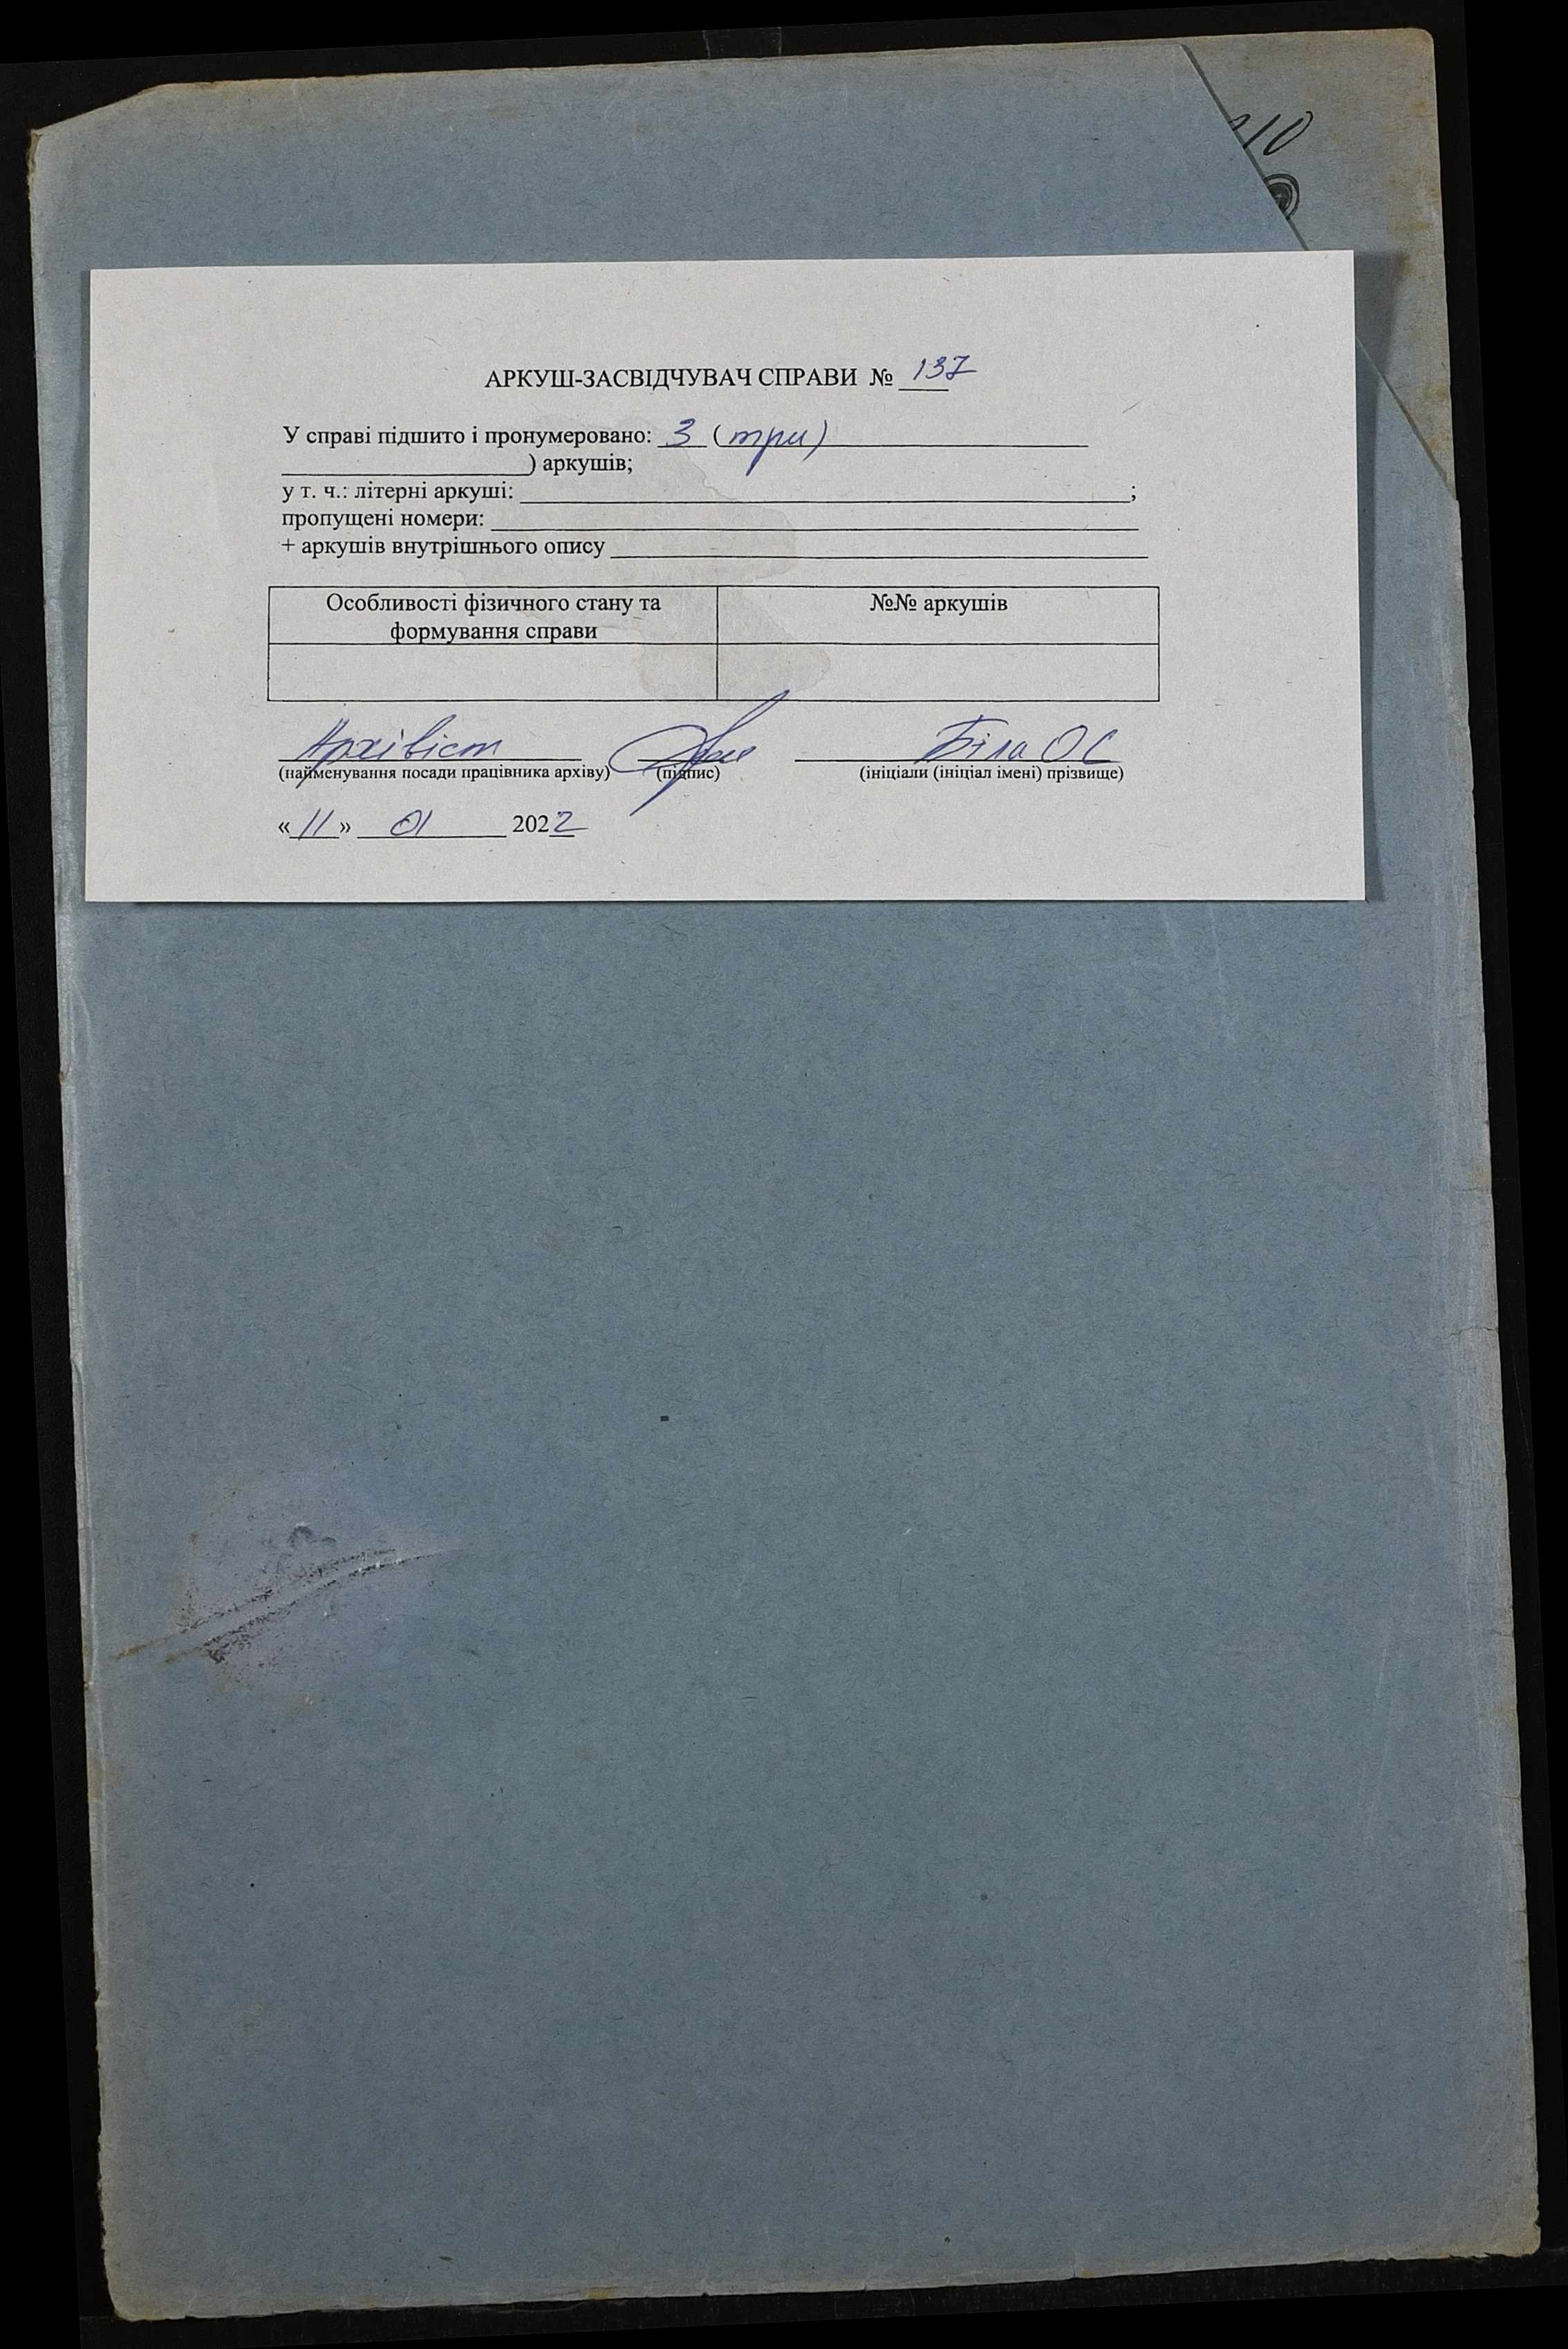 10
АРКУШ-ЗАСВІДЧУВАЧ СПРАВИ № 137
У справі підшито і пронумеровано: 3 (три)
) аркушів;
у т. ч.: літерні аркуші: ;
пропущені номери:
+ аркушів внутрішнього опису
Особливості фізичного стану та
формування справи
№№ аркушів
Архівіст Біла ОС
(найменування посади працівника архіву) (підпис) (ініціали (ініціал імені) прізвище)
«11» 01 2022